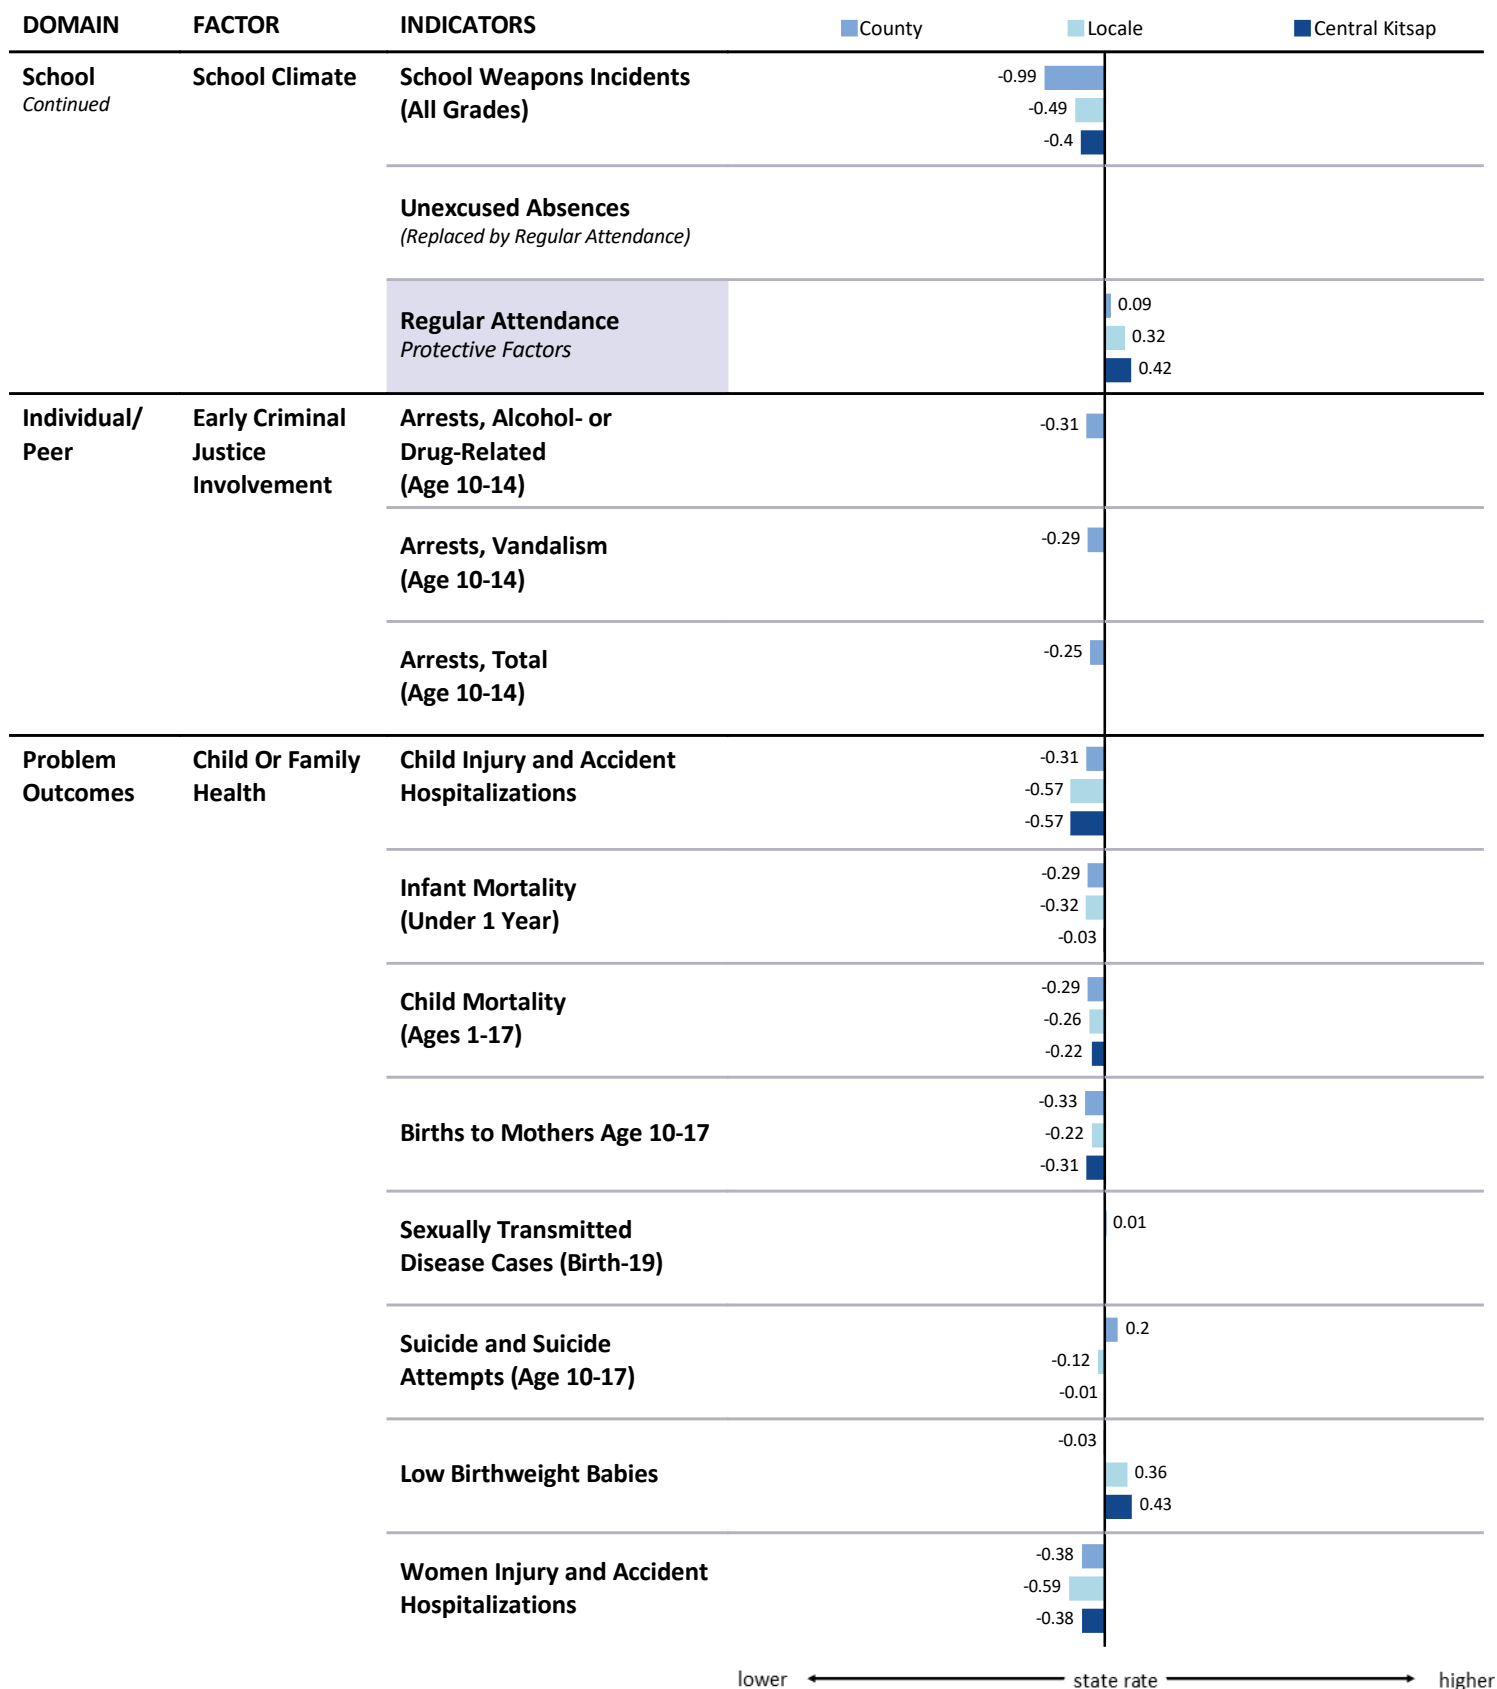 DOMAIN FACTOR INDICATORS County Locale Central Kitsap
School School Climate School Weapons Incidents
Continued
(All Grades)
-0.99
-0.49
-0.4
Unexcused Absences
(Replaced by Regular Attendance)
Regular Attendance
Protective Factors
0.09
0.32
0.42
Individual/ Early Criminal Arrests, Alcohol- or
Peer Justice Drug-Related
Involvement (Age 10-14)
-0.31
Arrests, Vandalism
(Age 10-14)
-0.29
Arrests, Total
(Age 10-14)
-0.25
Problem Child Or Family Child Injury and Accident
Outcomes Health Hospitalizations
-0.31
-0.57
-0.57
Infant Mortality
(Under 1 Year)
-0.29
-0.32
-0.03
Child Mortality
(Ages 1-17)
-0.29
-0.26
-0.22
Births to Mothers Age 10-17
-0.33
-0.22
-0.31
Sexually Transmitted
Disease Cases (Birth-19)
0.01
Suicide and Suicide
Attempts (Age 10-17)
0.2
-0.12
-0.01
Low Birthweight Babies
-0.03
0.36
0.43
Women Injury and Accident
Hospitalizations
-0.38
-0.59
-0.38
lower state rate higher